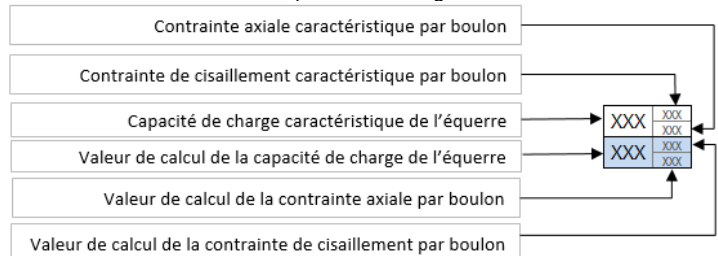 Contrainte axiale caractéristique par boulon
Contrainte de cisaillement caractéristique par boulon
Capacité de charge caractéristique de l'équerre
Valeur de calcul de la capacité de charge de l'équerre
Valeur de calcul de la contrainte axiale par boulon
Valeur de calcul de la contrainte de cisaillement par boulon
XXX XXX
XXX
XXX XXX
XXX